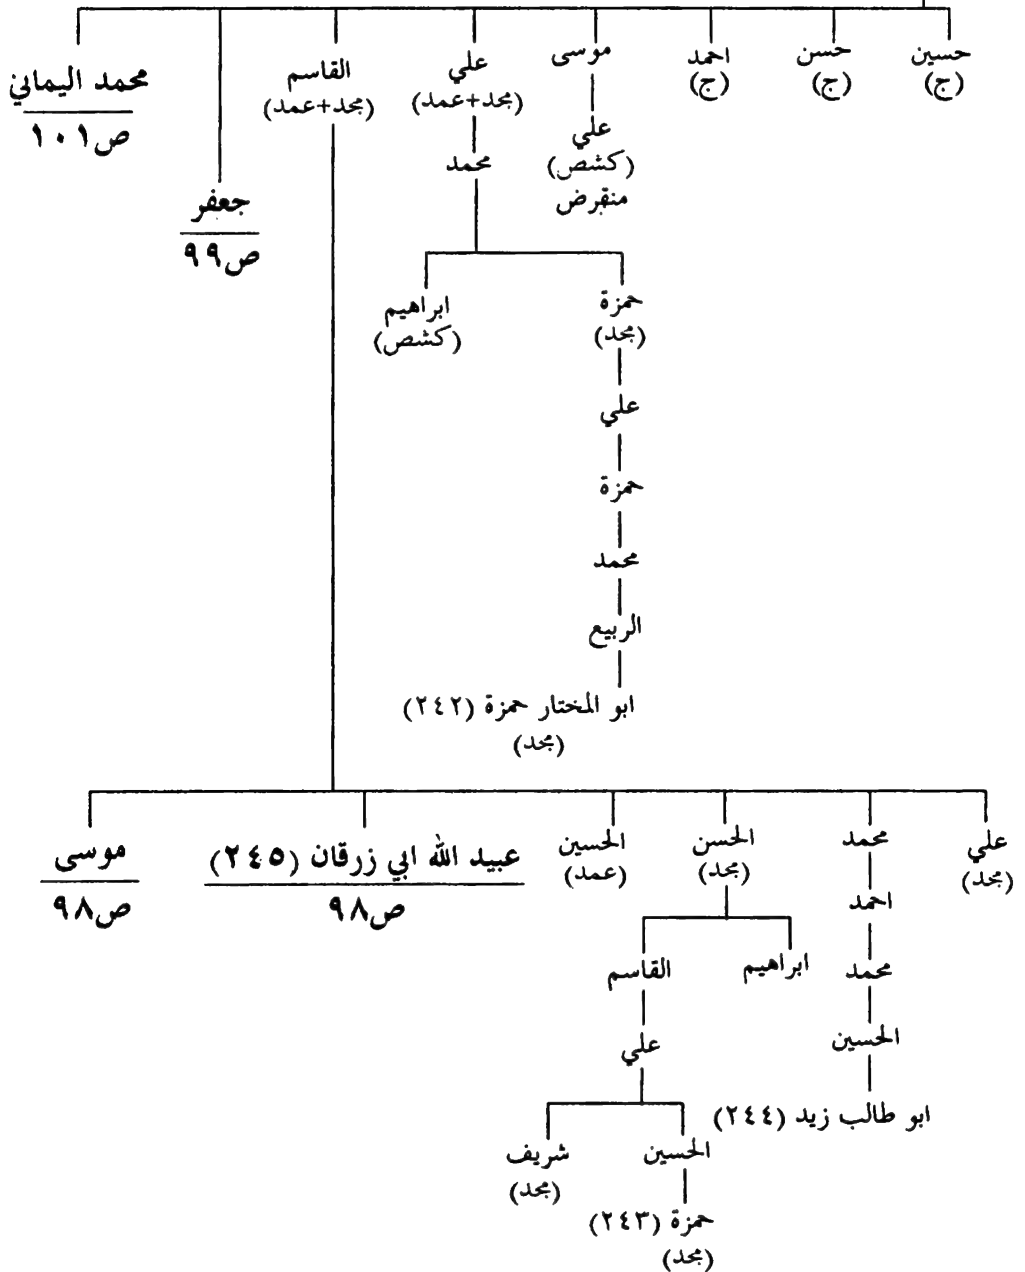 حسين
(ج)
حسن
(ج)
احمد
(ج)
موسى
علي
(كشص)
منقرض
علي
(مجد+عمد)
محمد
القاسم
(مجد+عمد)
جعفر
ص٩٩
محمد اليماني
ص١٠١
حمزة
(مجد)
ابراهيم
(كشص)
علي
حمزة
محمد
الربيع
ابو المختار حمزة (٢٤٢)
(مجد)
علي
(مجد)
محمد
احمد
محمد
الحسين
ابو طالب زيد (٢٤٤)
الحسن
(مجد)
ابراهيم
القاسم
علي
الحسين
حمزة (٢٤٣)
(مجد)
شريف
(مجد)
الحسين
(عمد)
عبيد الله ابي زرقان (٢٤٥)
ص٩٨
موسى
ص٩٨